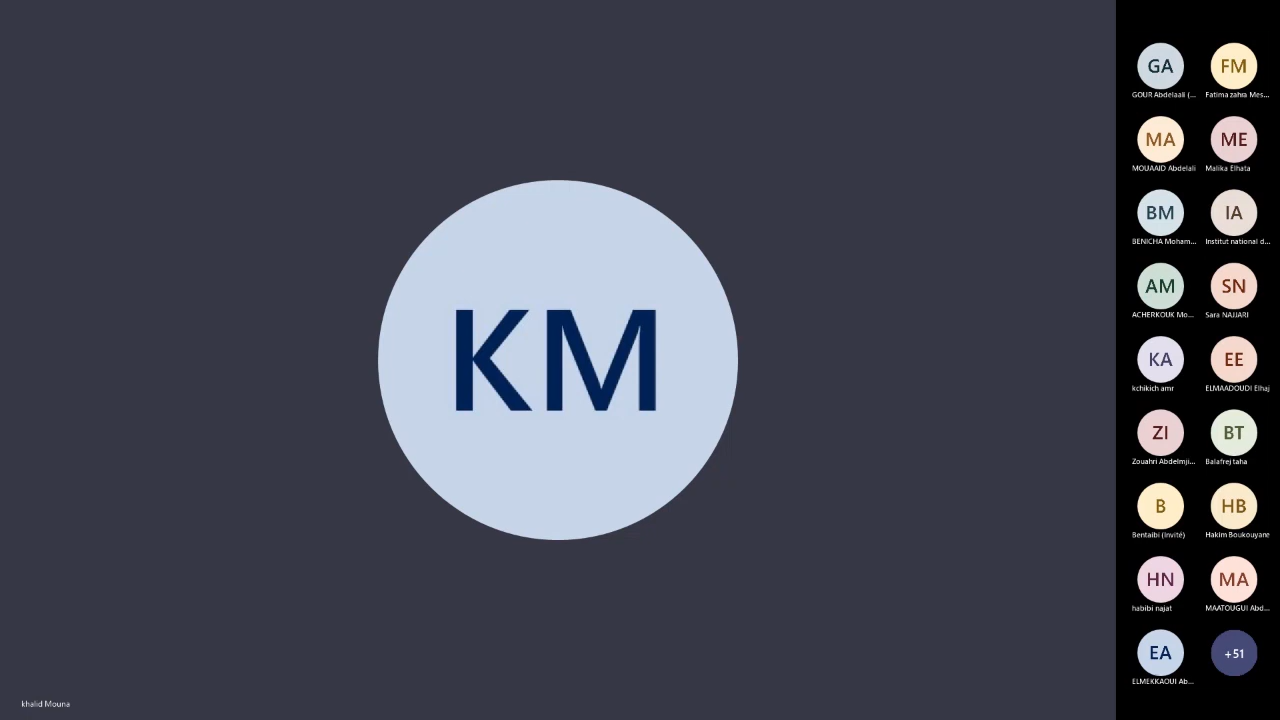 KM
khalid Mouna
GA
GOUR Abdelaali (...
FM
Fatima zahra Mes...
MA
MOUAAID Abdelali
ME
Malika Elhata
BM
BENICHA Moham...
IA
Institut national d...
AM
ACHERKOUK Mo...
SN
Sara NAJJARI
KA
kchikich amr
EE
ELMAADOUDI Elhaj
ZI
Zouahri Abdelmji...
BT
Balafrej taha
B
Bentaibi (Invité)
HB
Hakim Boukouyane
HN
habibi najat
MA
MAATOUGUI Abd...
EA
ELMEKKAOUI Ab...
+51